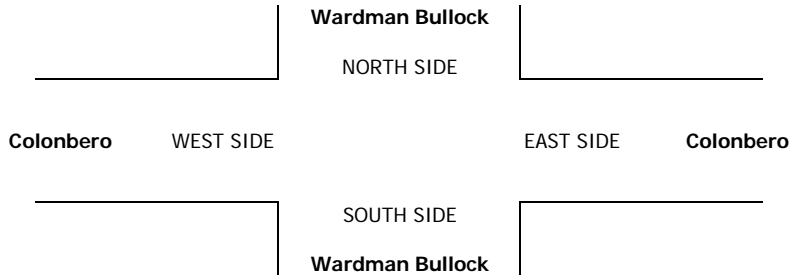 Wardman Bullock
NORTH SIDE
Colonbero WEST SIDE EAST SIDE Colonbero
SOUTH SIDE
Wardman Bullock